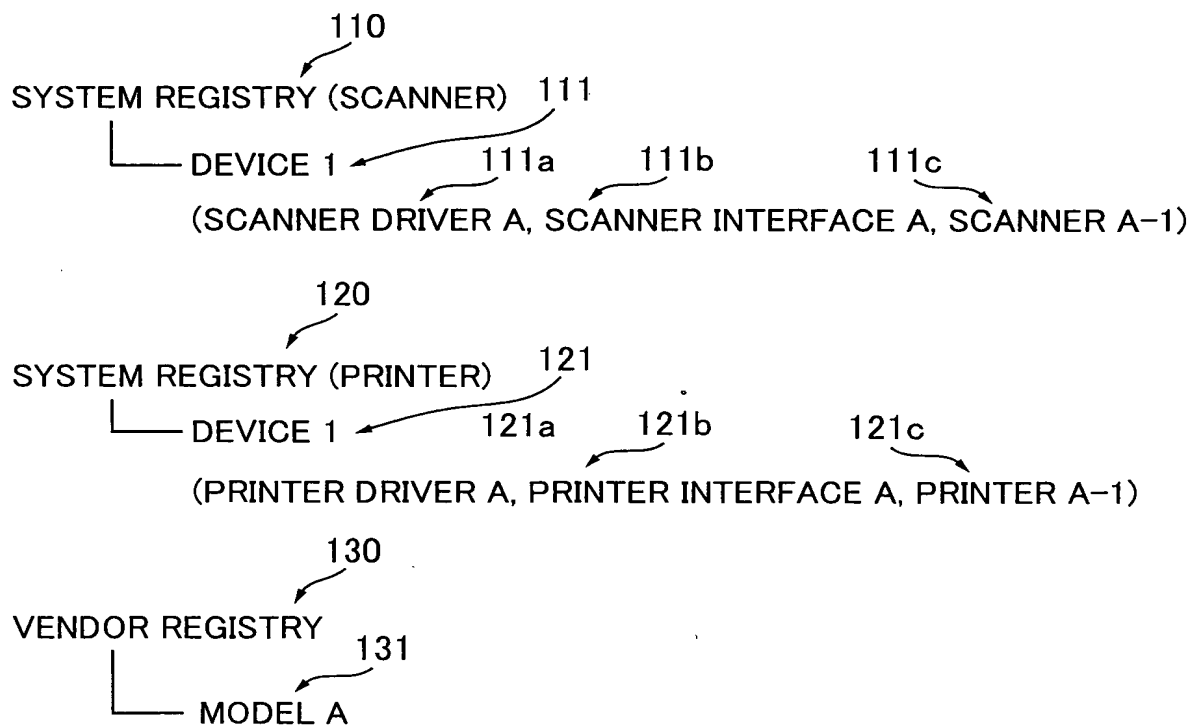 110
SYSTEM REGISTRY (SCANNER) 111
DEVICE 1
111a 111b 111c
(SCANNER DRIVER A, SCANNER INTERFACE A, SCANNER A-1)
120
SYSTEM REGISTRY (PRINTER) 121
DEVICE 1 121a 121b 121c
(PRINTER DRIVER A, PRINTER INTERFACE A, PRINTER A-1)
130
VENDOR REGISTRY
131
MODEL A